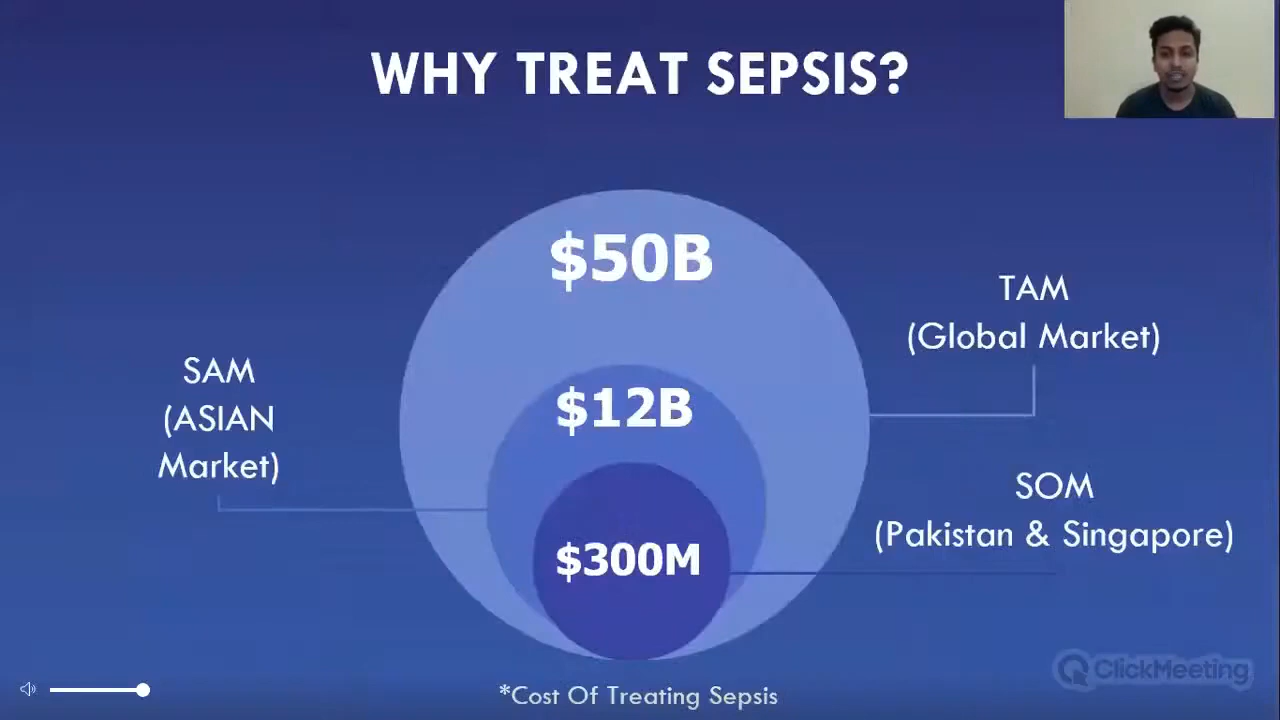 WHY TREAT SEPSIS?
$50B
TAM
(Global Market)
SAM
(ASIAN
Market)
$12B
SOM
(Pakistan & Singapore)
$300M
ClickMeeting
*Cost Of Treating Sepsis